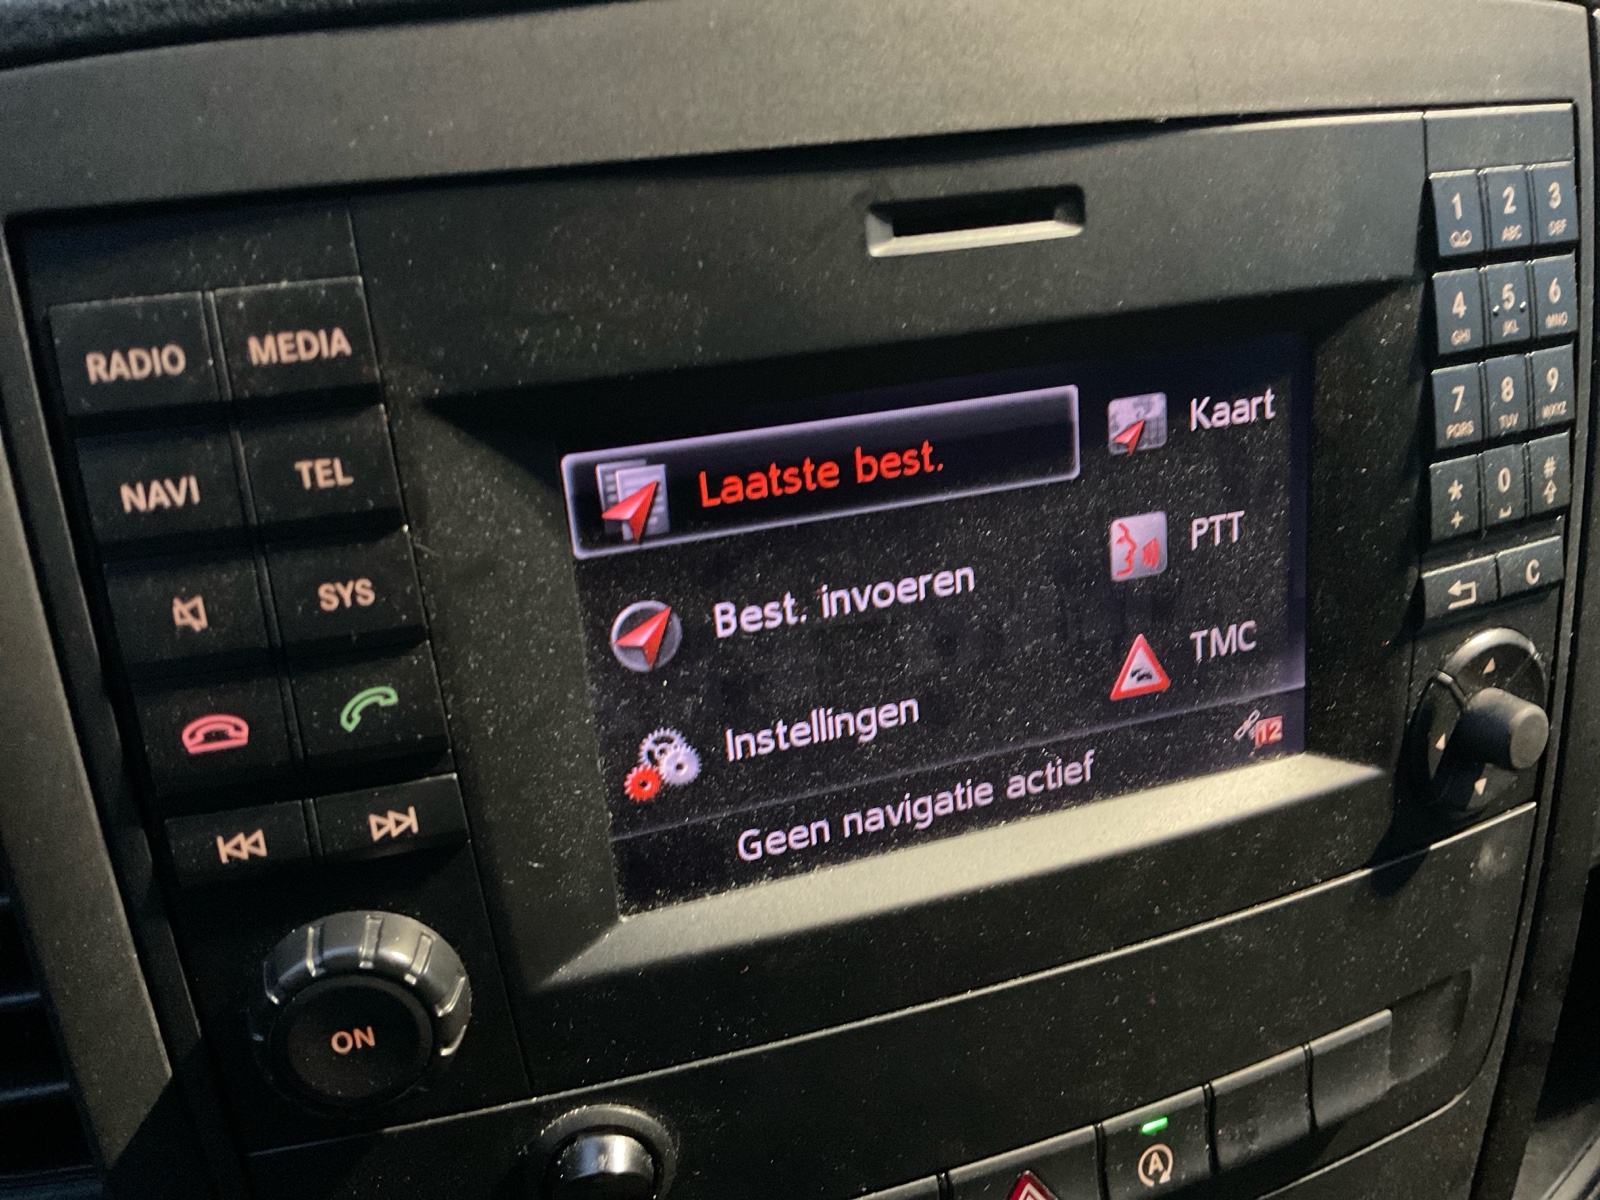 RADIO MEDIA
NAVI TEL
SYS
ON
Laatste best.
Best. invoeren
Instellingen
Geen navigatie actief
Kaart
PTT
TMC
12
1 2 3
ABC DEF
4 5 6
GHI JKL MNO
7 8 9
PQRS TUV WXYZ
* 0 #
+
C
A